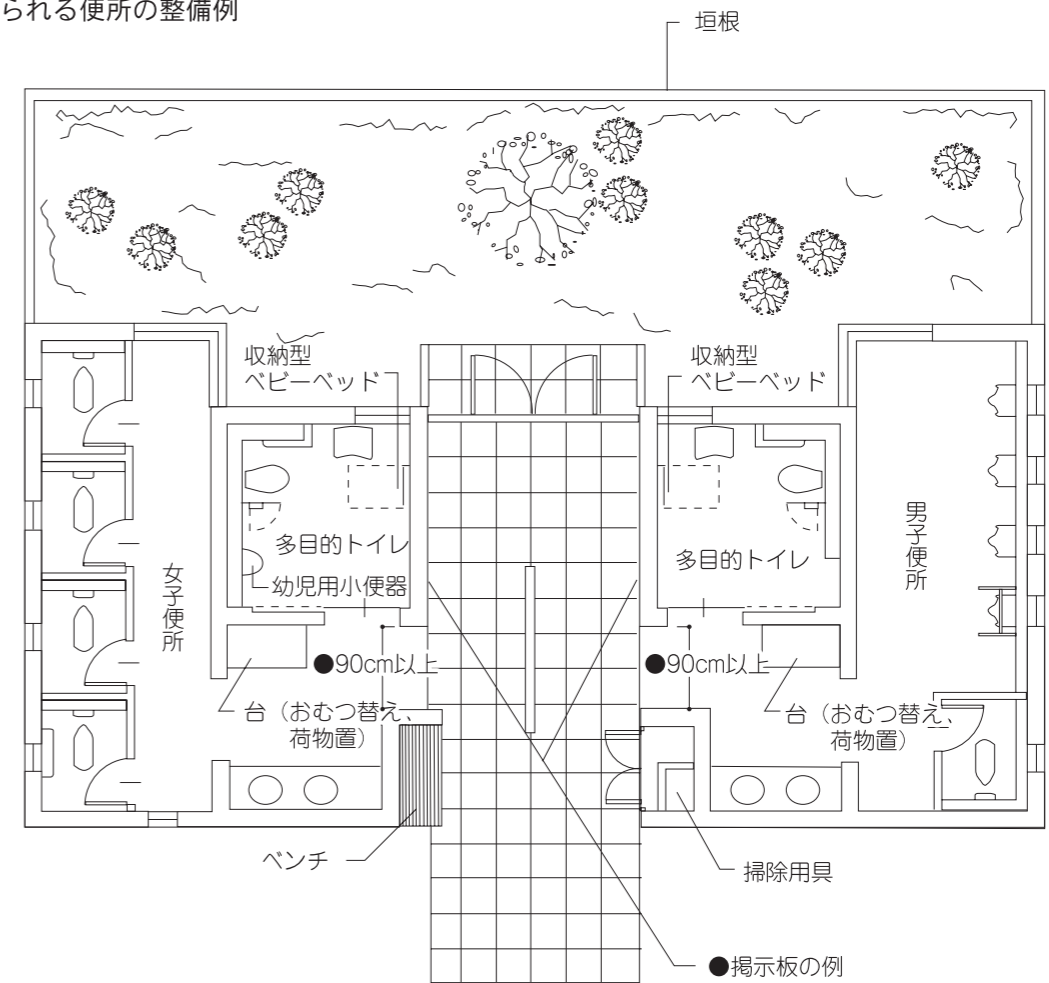 られる便所の整備例
垣根
収納型
ベビーベッド
収納型
ベビーベッド
多目的トイレ
幼児用小便器
多目的トイレ
女子便所
男子便所
●90cm以上
●90cm以上
台（おむつ替え、
荷物置）
台（おむつ替え、
荷物置）
ベンチ
掃除用具
●掲示板の例